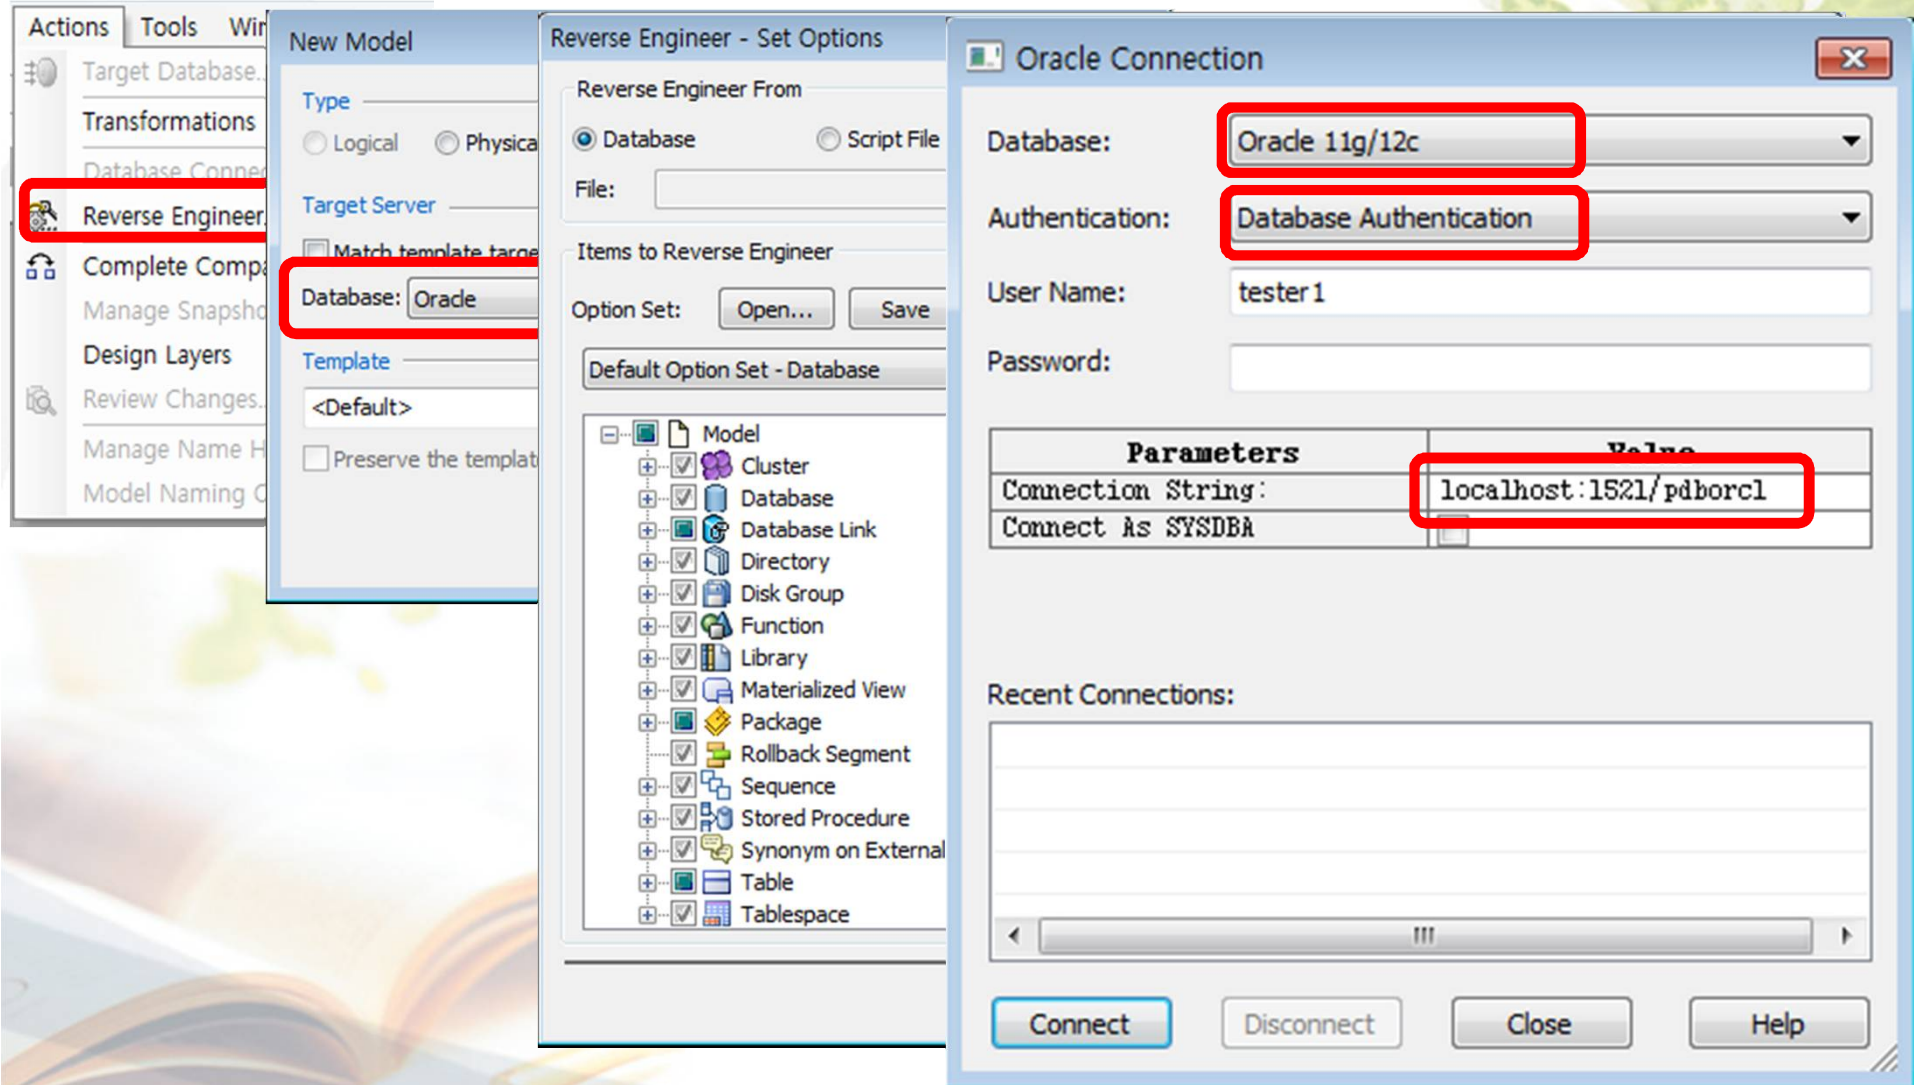 Actions Tools Wi
Target Database..
Transformations
Database Connec
Reverse Engineer.
Complete Compa
Manage Snapsho
Design Layers
Review Changes..
Manage Name H
Model Naming
New Model
Type
Logical Physica
Target Server
Match template targe
Database: Oracle
Template
<Default>
Preserve the templat
Reverse Engineer - Set Options
Reverse Engineer From
Database Script File
File:
Items to Reverse Engineer
Option Set: Open... Save
Default Option Set - Database
Model
Cluster
Database
Database Link
Directory
Disk Group
Function
Library
Materialized View
Package
Rollback Segment
Sequence
Stored Procedure
Synonym on External
Table
Tablespace
Oracle Connection
Database: Oracle 11g/12c
Authentication: Database Authentication
User Name: tester1
Password:
Parameters Value
Connection String: localhost:1521/pdborcl
Connect As SYSDBA
Recent Connections:
Connect Disconnect Close Help